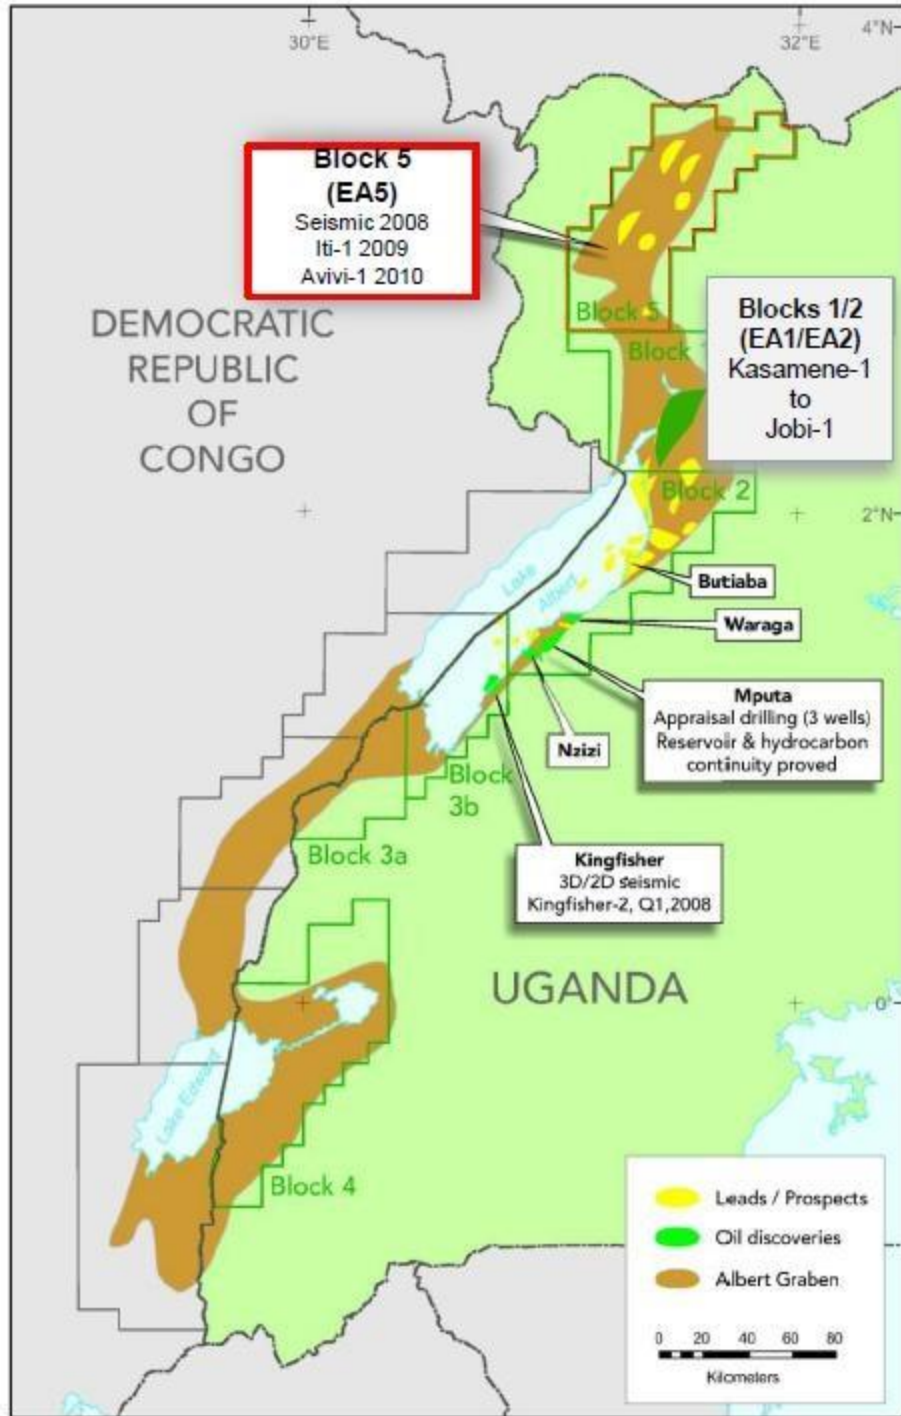 30°E
32°E
4°N
Block 5
(EA5)
Seismic 2008
Iti-1 2009
Avivi-1 2010
DEMOCRATIC
REPUBLIC
OF
CONGO
Block 5
Block
Blocks 1/2
(EA1/EA2)
Kasamene-1
to
Jobi-1
Block 2
2°N
Lake
Albert
Butiaba
Waraga
Mputa
Appraisal drilling (3 wells)
Reservoir & hydrocarbon
continuity proved
Nzizi
Block
3b
Block 3a
Kingfisher
3D/2D seismic
Kingfisher-2, Q1,2008
UGANDA
0°
Lake Edward
Block 4
Leads / Prospects
Oil discoveries
Albert Graben
0 20 40 60 80
Kilometers